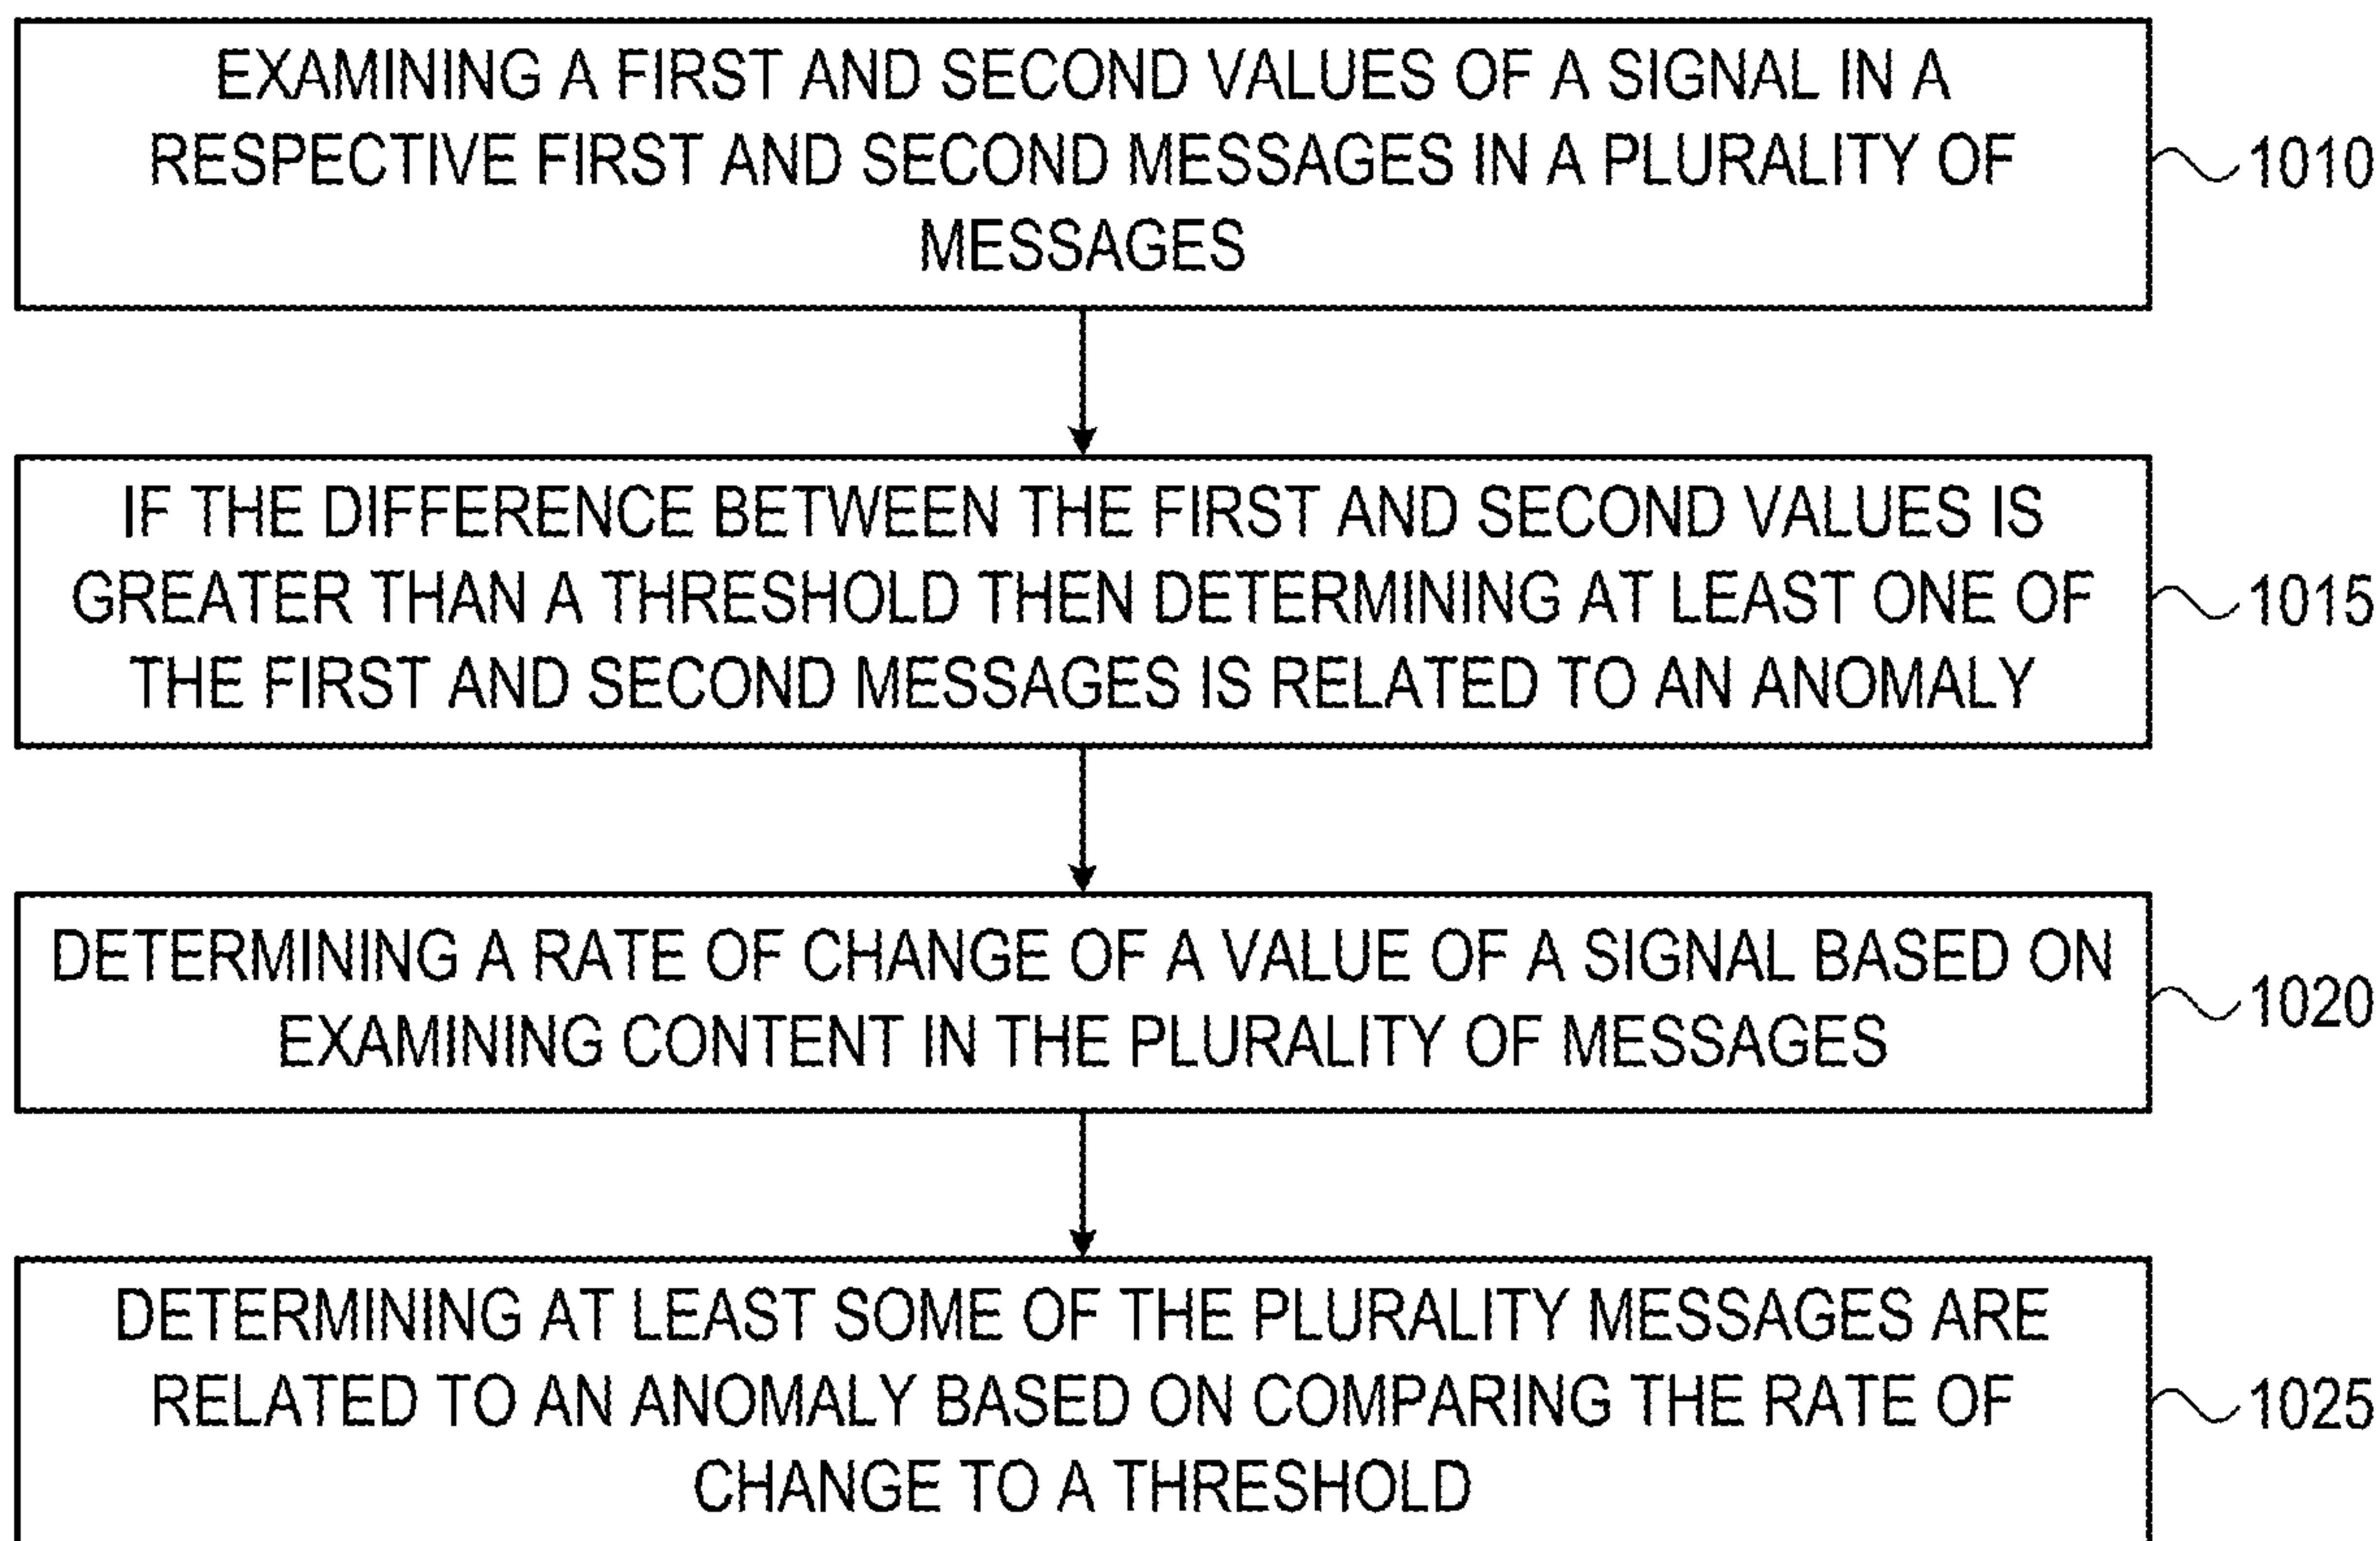 EXAMINING A FIRST AND SECOND VALUES OF A SIGNAL IN A
RESPECTIVE FIRST AND SECOND MESSAGES IN A PLURALITY OF
MESSAGES
1010
IF THE DIFFERENCE BETWEEN THE FIRST AND SECOND VALUES IS
GREATER THAN A THRESHOLD THEN DETERMINING AT LEAST ONE OF
THE FIRST AND SECOND MESSAGES IS RELATED TO AN ANOMALY
1015
DETERMINING A RATE OF CHANGE OF A VALUE OF A SIGNAL BASED ON
EXAMINING CONTENT IN THE PLURALITY OF MESSAGES
1020
DETERMINING AT LEAST SOME OF THE PLURALITY MESSAGES ARE
RELATED TO AN ANOMALY BASED ON COMPARING THE RATE OF
CHANGE TO A THRESHOLD
1025